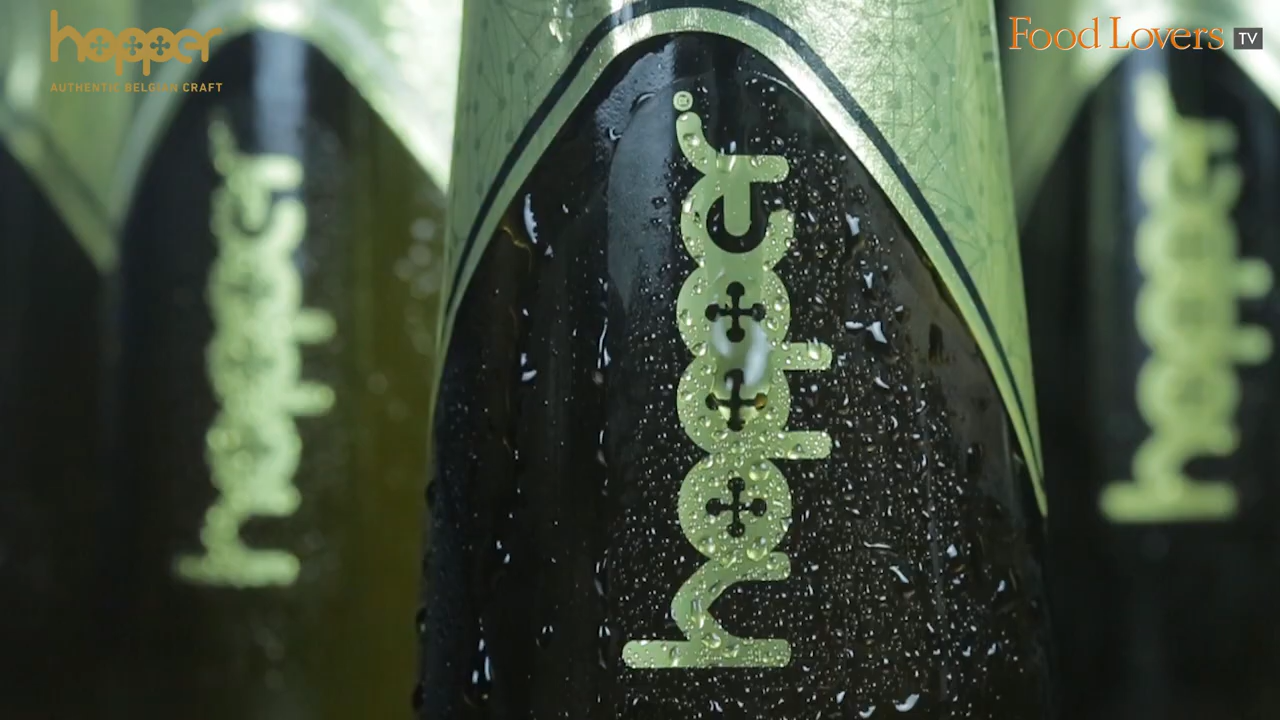 hopper
AUTHENTIC BELGIAN CRAFT
Food Lovers TV
hopper
hopper
hopper